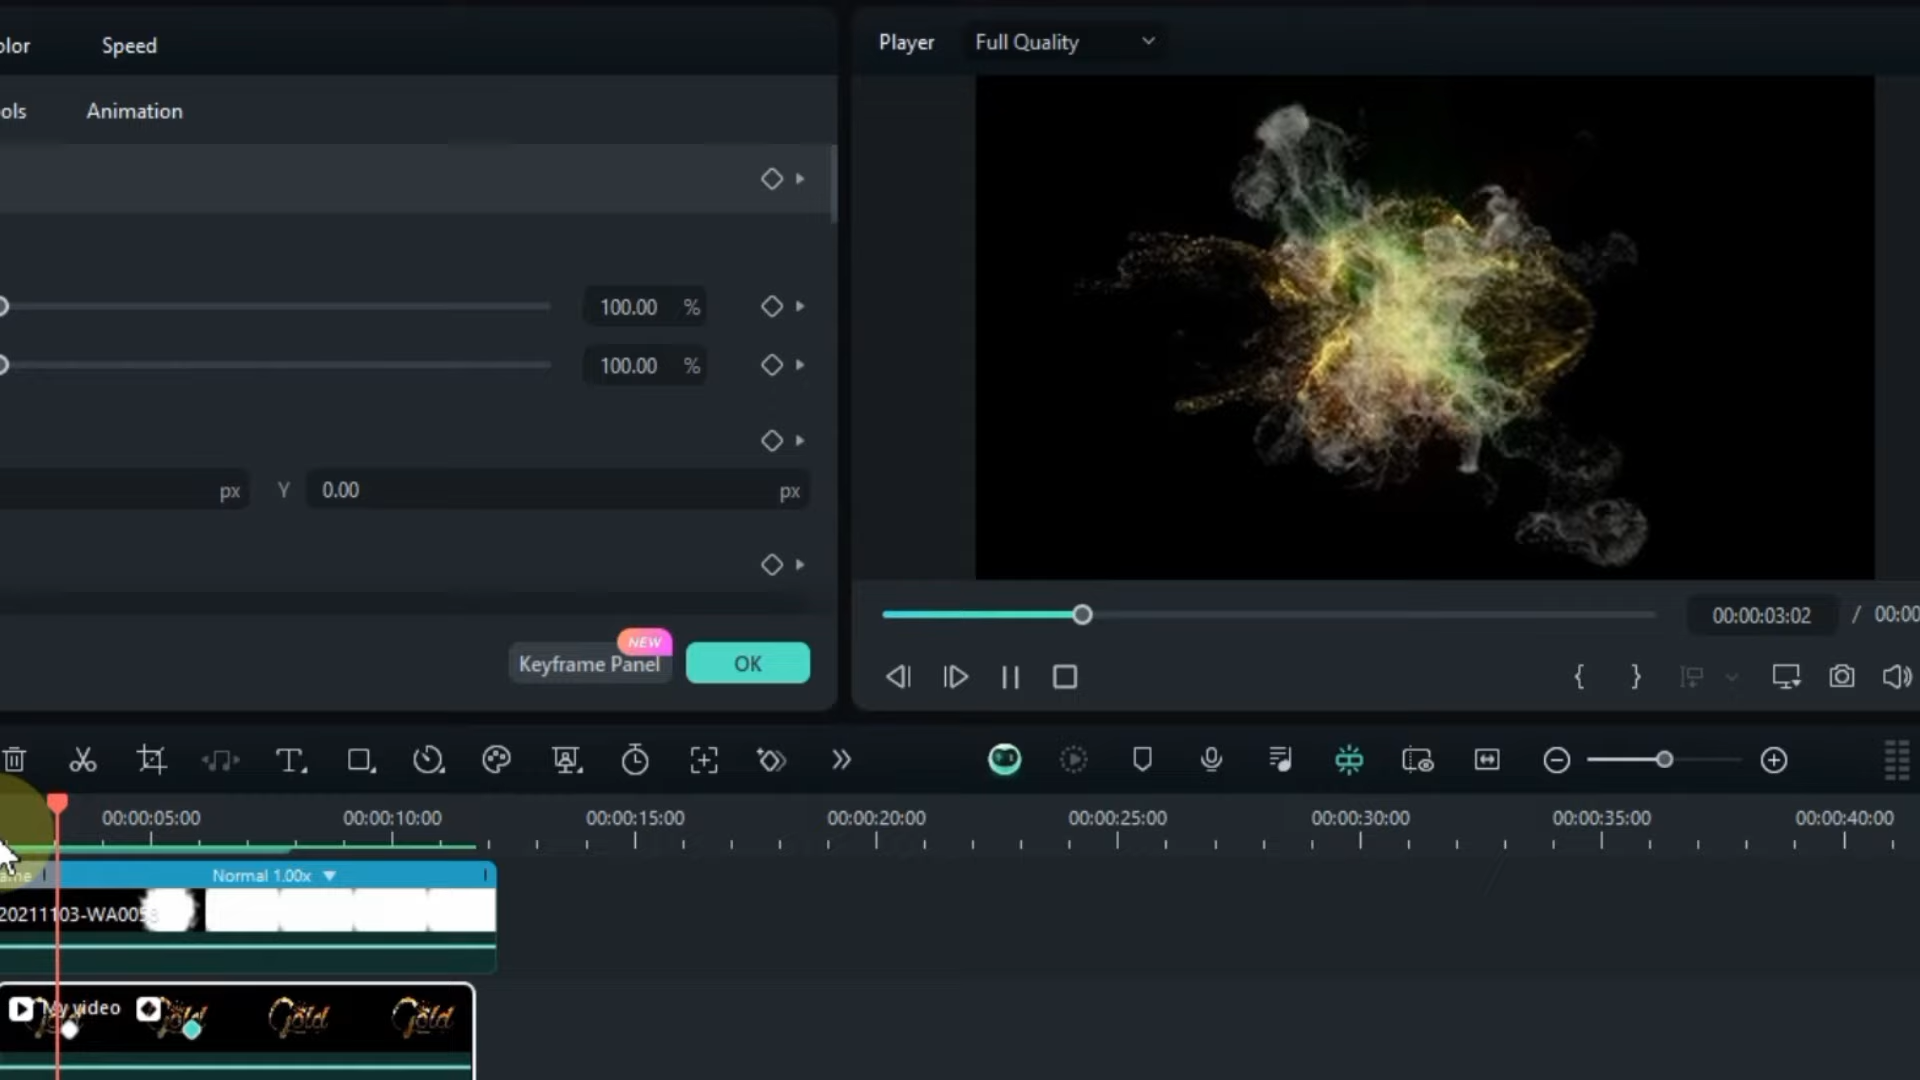 olor Speed
ols Animation
100.00 %
100.00 %
px Y 0.00 px
NEW
Keyframe Panel OK
Player Full Quality
00:00:03:02 / 00:00
00:00:05:00 00:00:10:00 00:00:15:00 00:00:20:00 00:00:25:00 00:00:30:00 00:00:35:00 00:00:40:00
ame Normal 1.00x
20211103-WA005
My video Gold Gold Gold